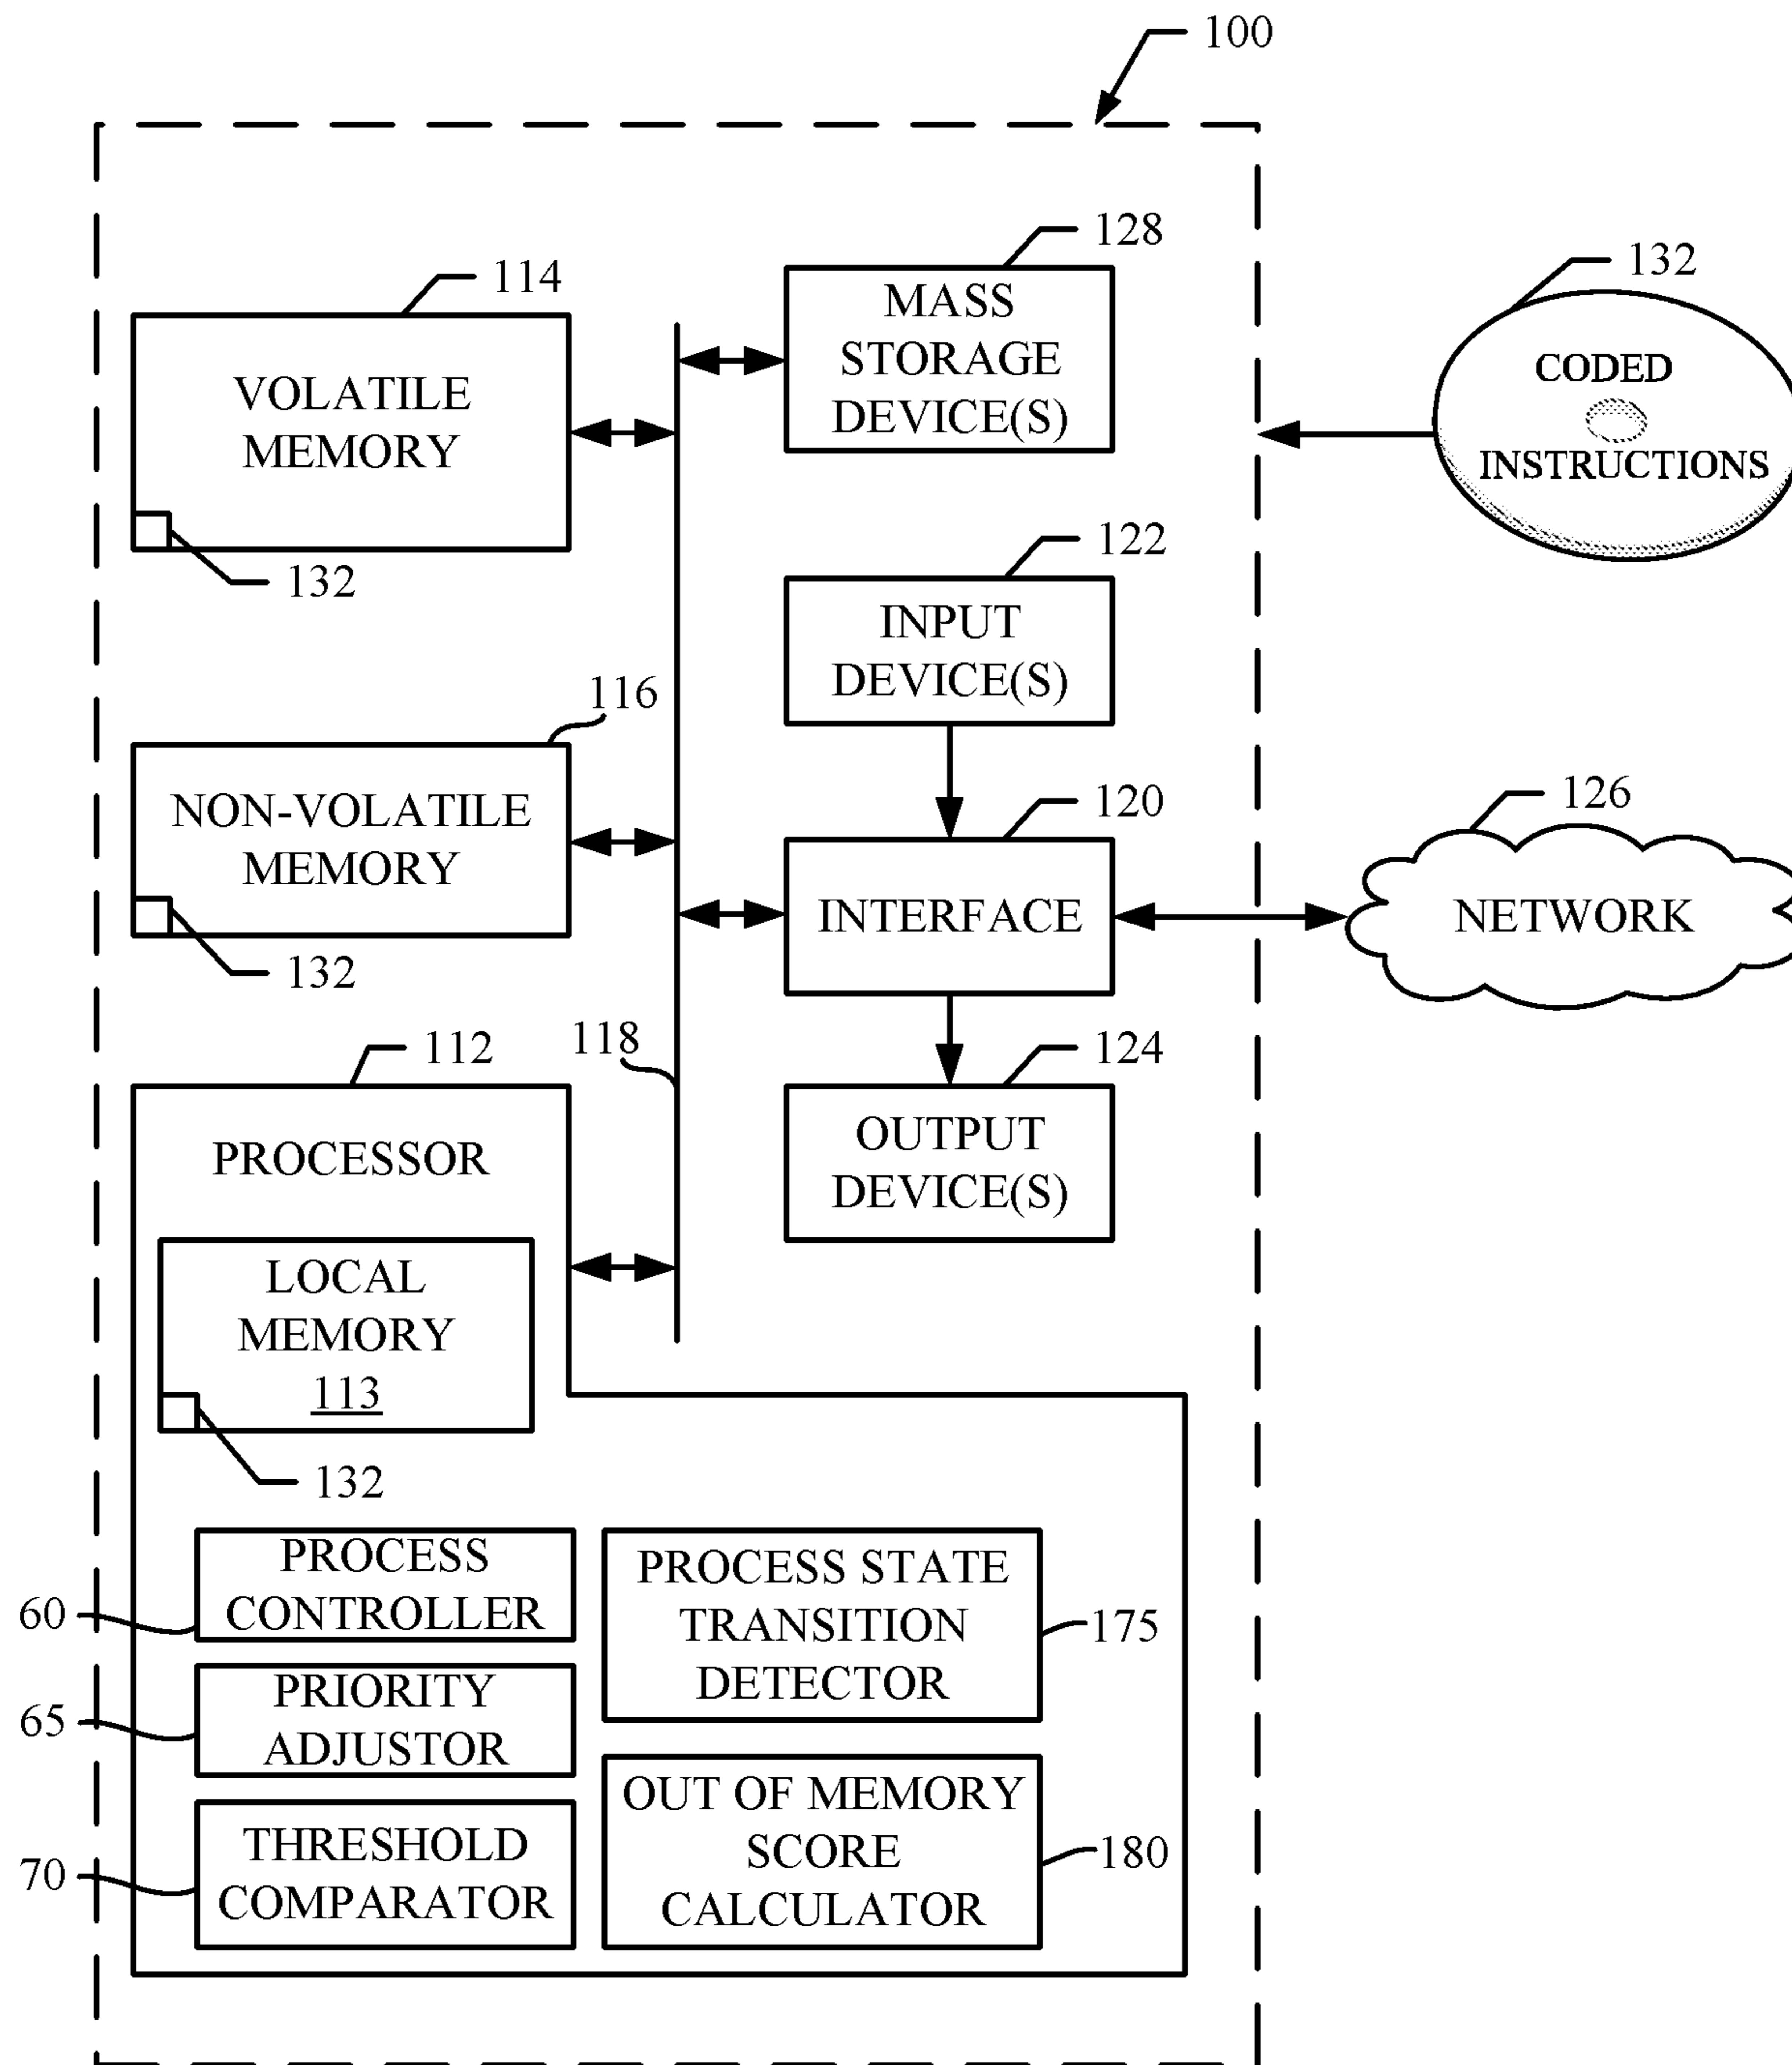 100
128
MASS
STORAGE
DEVICE(S)
114
VOLATILE
MEMORY
132
132
CODED
INSTRUCTIONS
122
INPUT
DEVICE(S)
116
NON-VOLATILE
MEMORY
132
120
INTERFACE
126
NETWORK
118
124
OUTPUT
DEVICE(S)
112
PROCESSOR
LOCAL
MEMORY
113
132
60
PROCESS
CONTROLLER
65
PRIORITY
ADJUSTOR
70
THRESHOLD
COMPARATOR
PROCESS STATE
TRANSITION
DETECTOR
175
OUT OF MEMORY
SCORE
CALCULATOR
180